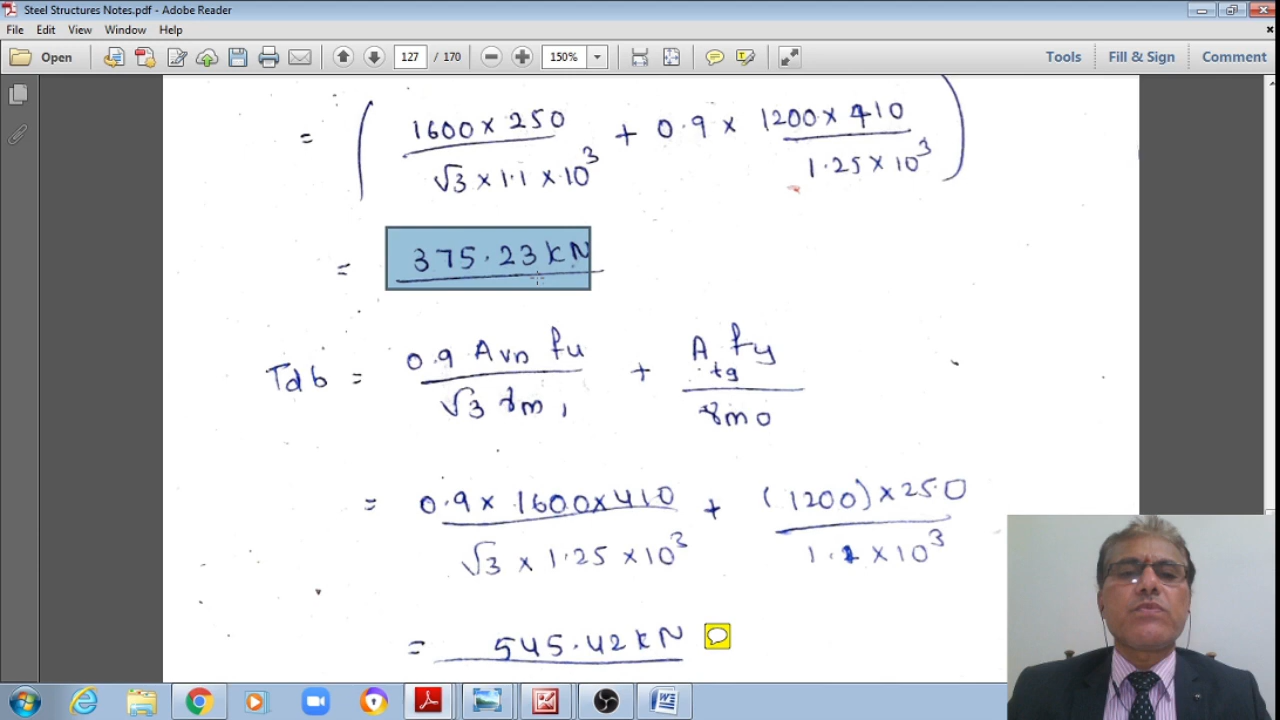 Steel Structures Notes.pdf - Adobe Reader
File Edit View Window Help
Open 127 / 170 150% Tools Fill & Sign Comment
= ( 1600 x 250 / √3 x 1.1 x 10³ + 0.9 x 1200 x 410 / 1.25 x 10³ )
= 375.23 kN
Tdb = 0.9 Avn fu / √3 γm1 + Atg fy / γm0
= 0.9 x 1600 x 410 / √3 x 1.25 x 10³ + (1200) x 250 / 1.1 x 10³
= 545.42 kN